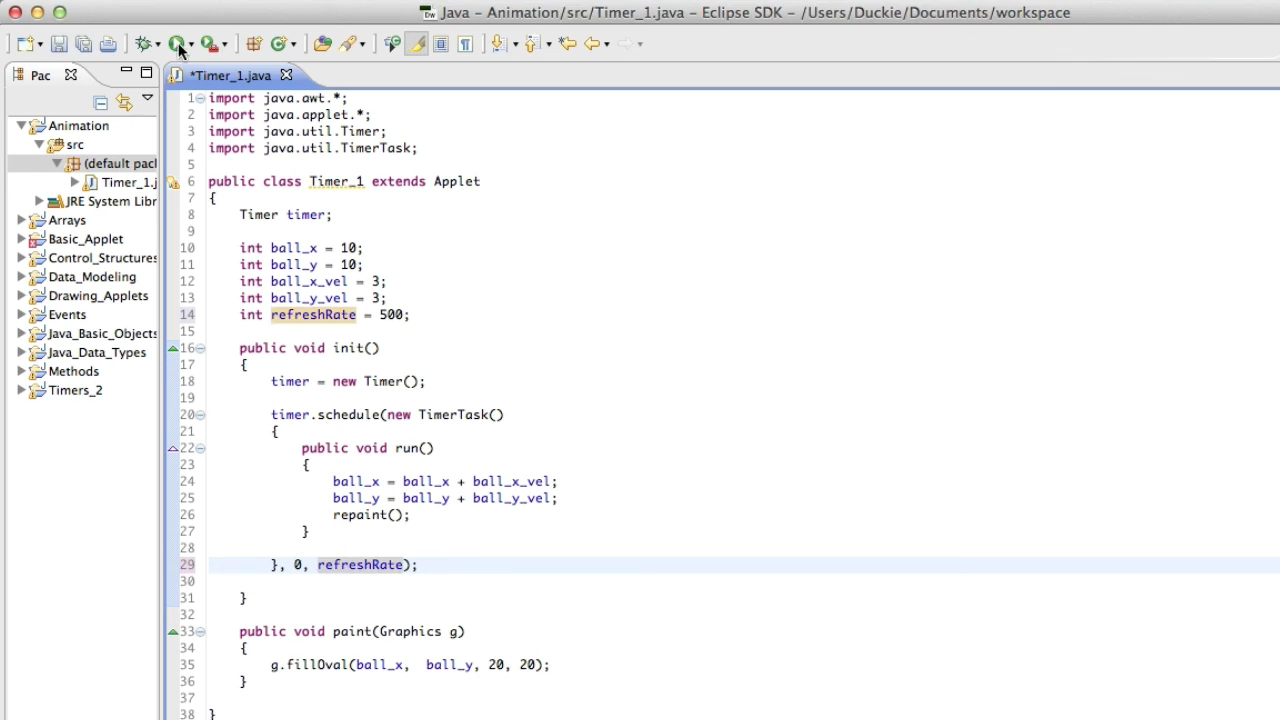 Java – Animation/src/Timer_1.java – Eclipse SDK – /Users/Duckie/Documents/workspace
Pac
*Timer_1.java
Animation
src
(default pacl
Timer_1.j
JRE System Libr
Arrays
Basic_Applet
Control_Structures
Data_Modeling
Drawing_Applets
Events
Java_Basic_Objects
Java_Data_Types
Methods
Timers_2
1 import java.awt.*;
2 import java.applet.*;
3 import java.util.Timer;
4 import java.util.TimerTask;
5
6 public class Timer_1 extends Applet
7 {
8 Timer timer;
9
10 int ball_x = 10;
11 int ball_y = 10;
12 int ball_x_vel = 3;
13 int ball_y_vel = 3;
14 int refreshRate = 500;
15
16 public void init()
17 {
18 timer = new Timer();
19
20 timer.schedule(new TimerTask()
21 {
22 public void run()
23 {
24 ball_x = ball_x + ball_x_vel;
25 ball_y = ball_y + ball_y_vel;
26 repaint();
27 }
28
29 }, 0, refreshRate);
30
31 }
32
33 public void paint(Graphics g)
34 {
35 g.fillOval(ball_x, ball_y, 20, 20);
36 }
37
38 }